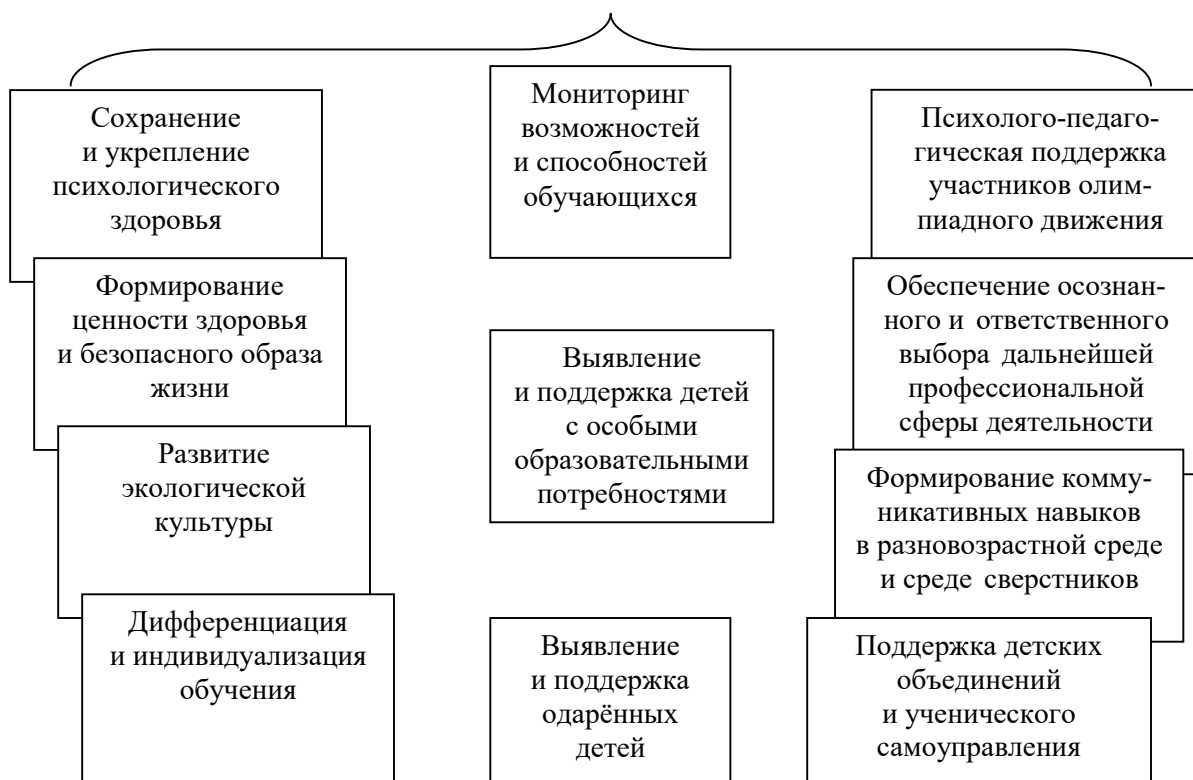 Сохранение
и укрепление
психологического
здоровья
Формирование
ценности здоровья
и безопасного образа
жизни
Развитие
экологической
культуры
Дифференциация
и индивидуализация
обучения
Мониторинг
возможностей
и способностей
обучающихся
Выявление
и поддержка детей
с особыми
образовательными
потребностями
Выявление
и поддержка
одарённых
детей
Психолого-педаго-
гическая поддержка
участников олим-
пиадного движения
Обеспечение осознан-
ного и ответственного
выбора дальнейшей
профессиональной
сферы деятельности
Формирование комму-
никативных навыков
в разновозрастной среде
и среде сверстников
Поддержка детских
объединений
и ученического
самоуправления